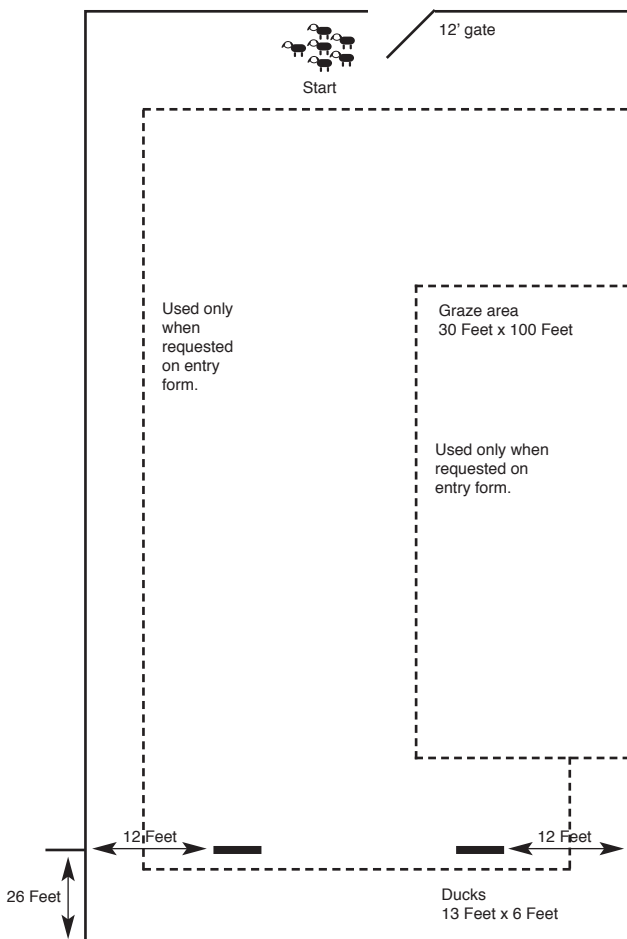 12’ gate
Start
Used only
when
requested
on entry
form.
Graze area
30 Feet x 100 Feet
Used only when
requested on
entry form.
12 Feet
12 Feet
26 Feet
Ducks
13 Feet x 6 Feet